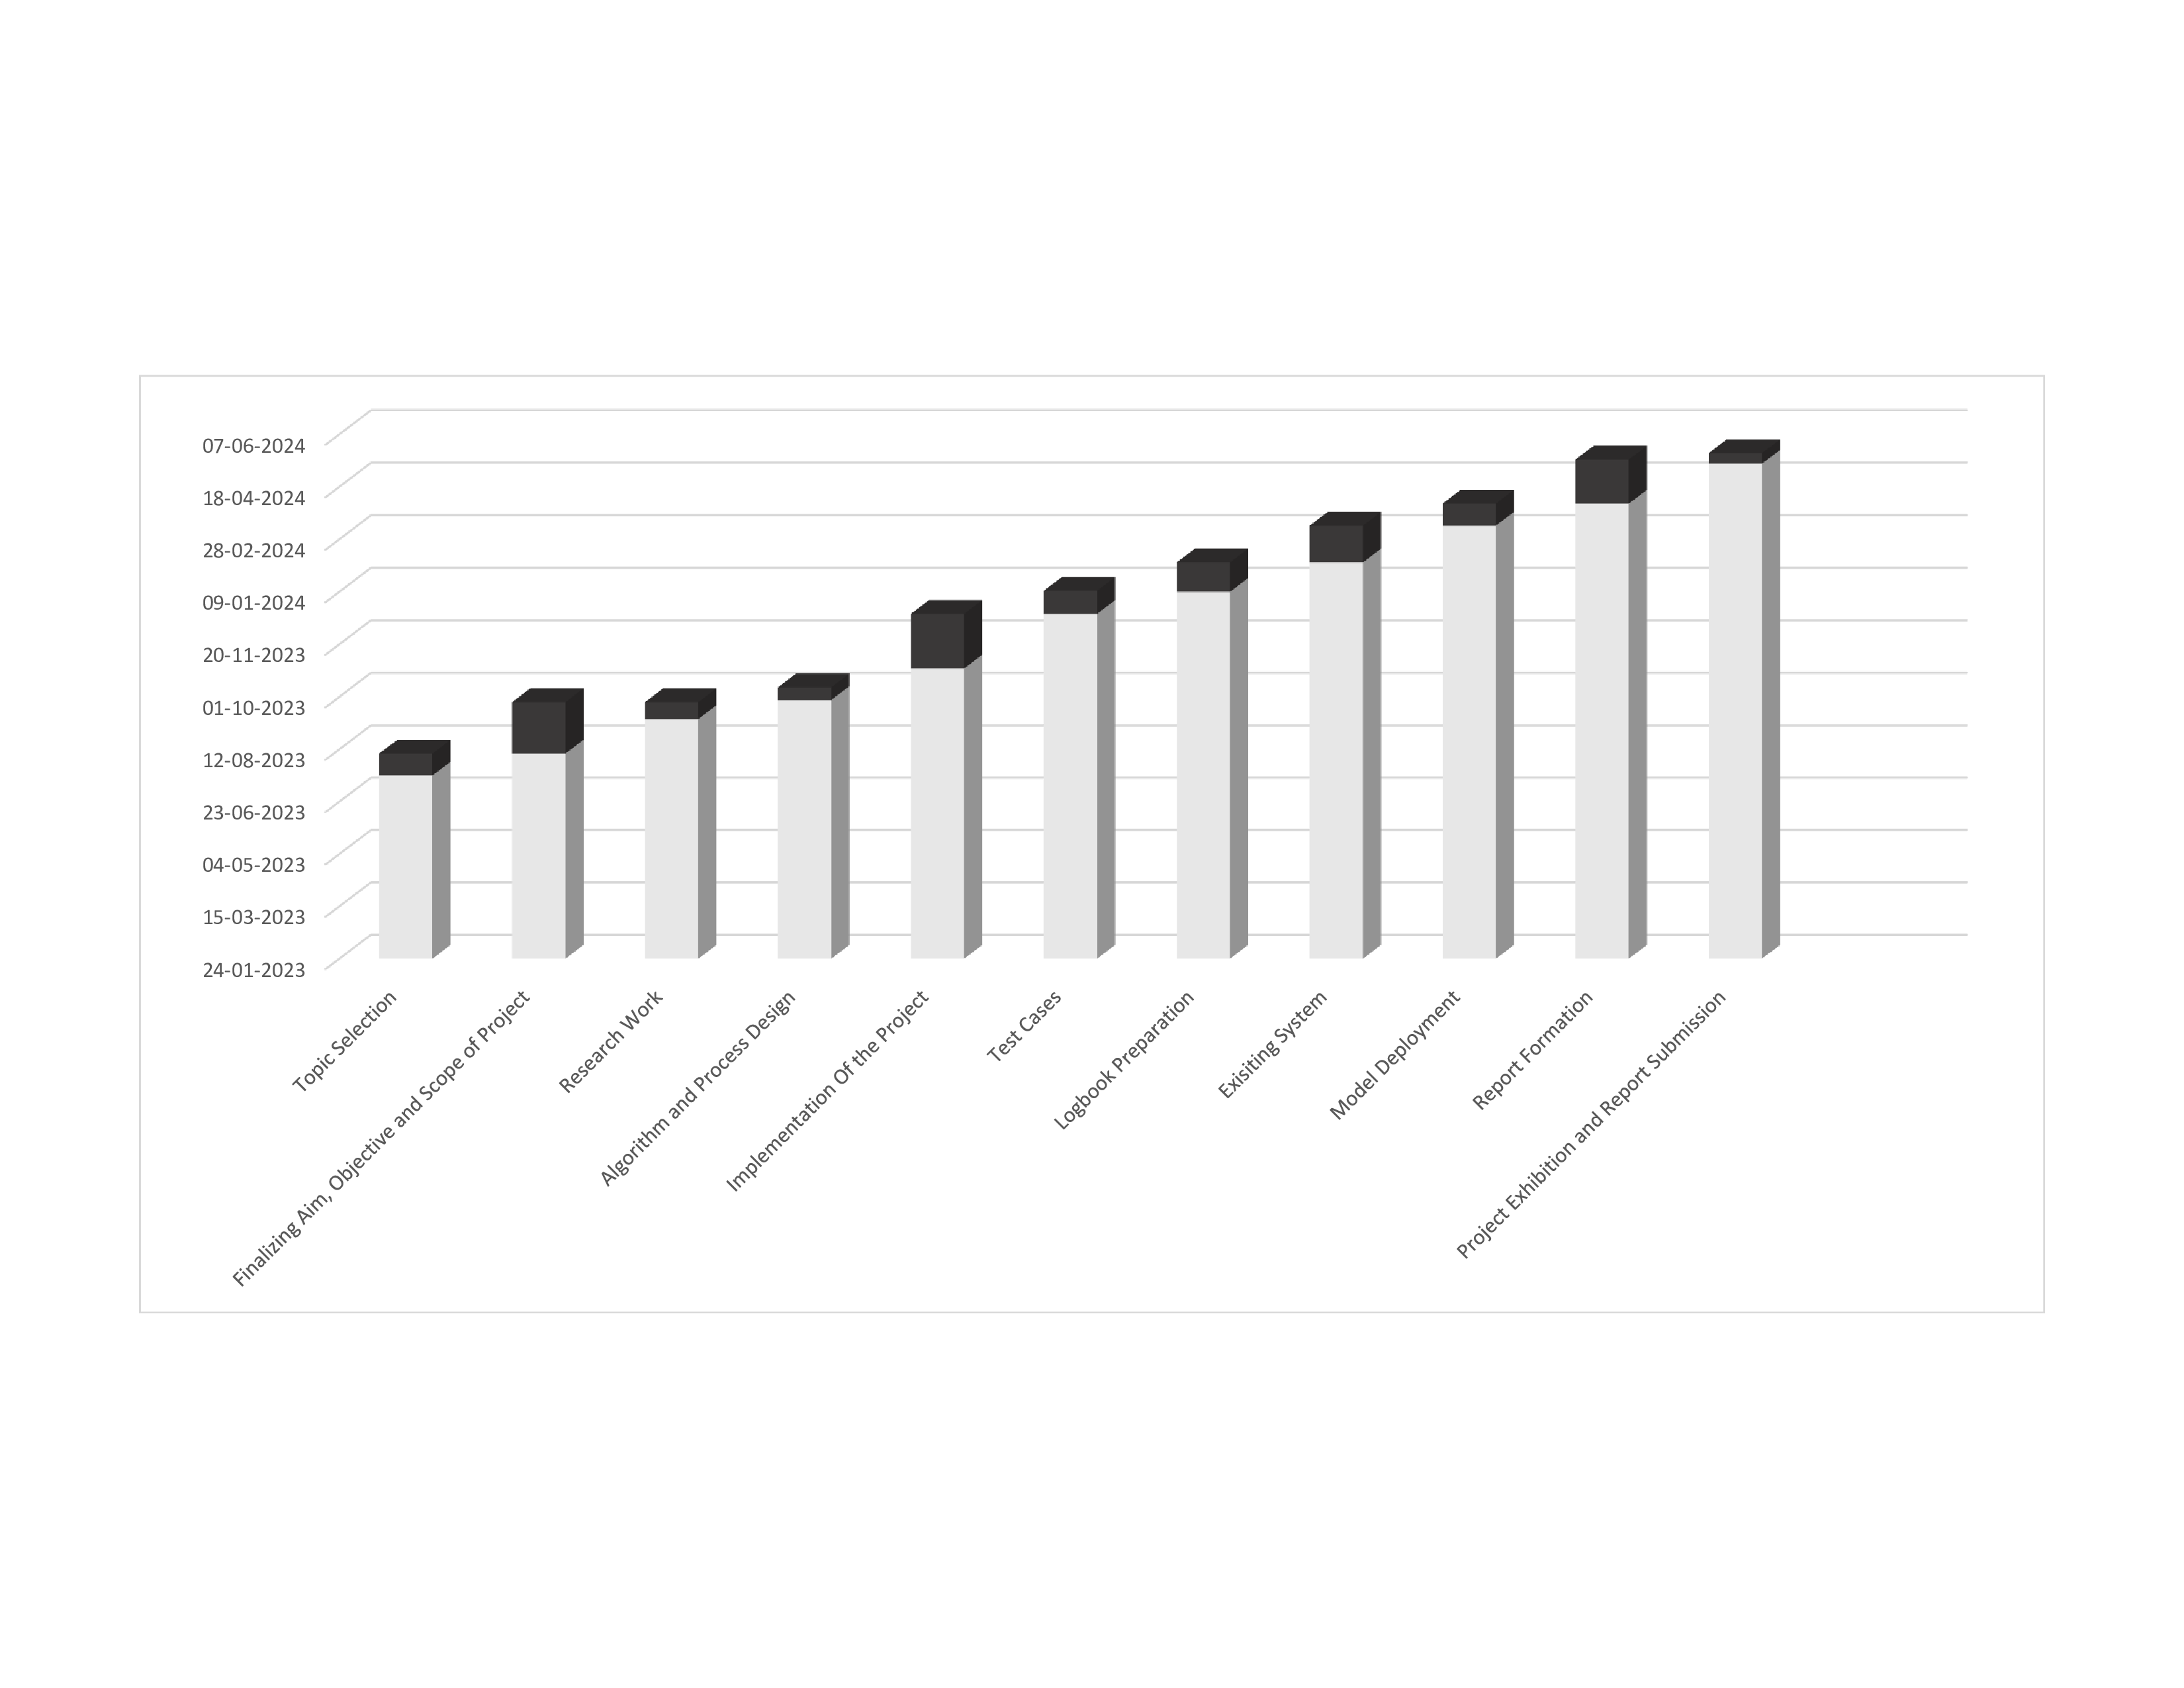 07-06-2024
18-04-2024
28-02-2024
09-01-2024
20-11-2023
01-10-2023
12-08-2023
23-06-2023
04-05-2023
15-03-2023
24-01-2023
Topic Selection
Finalizing Aim, Objective and Scope of Project
Research Work
Algorithm and Process Design
Implementation Of the Project
Test Cases
Logbook Preparation
Exisiting System
Model Deployment
Report Formation
Project Exhibition and Report Submission